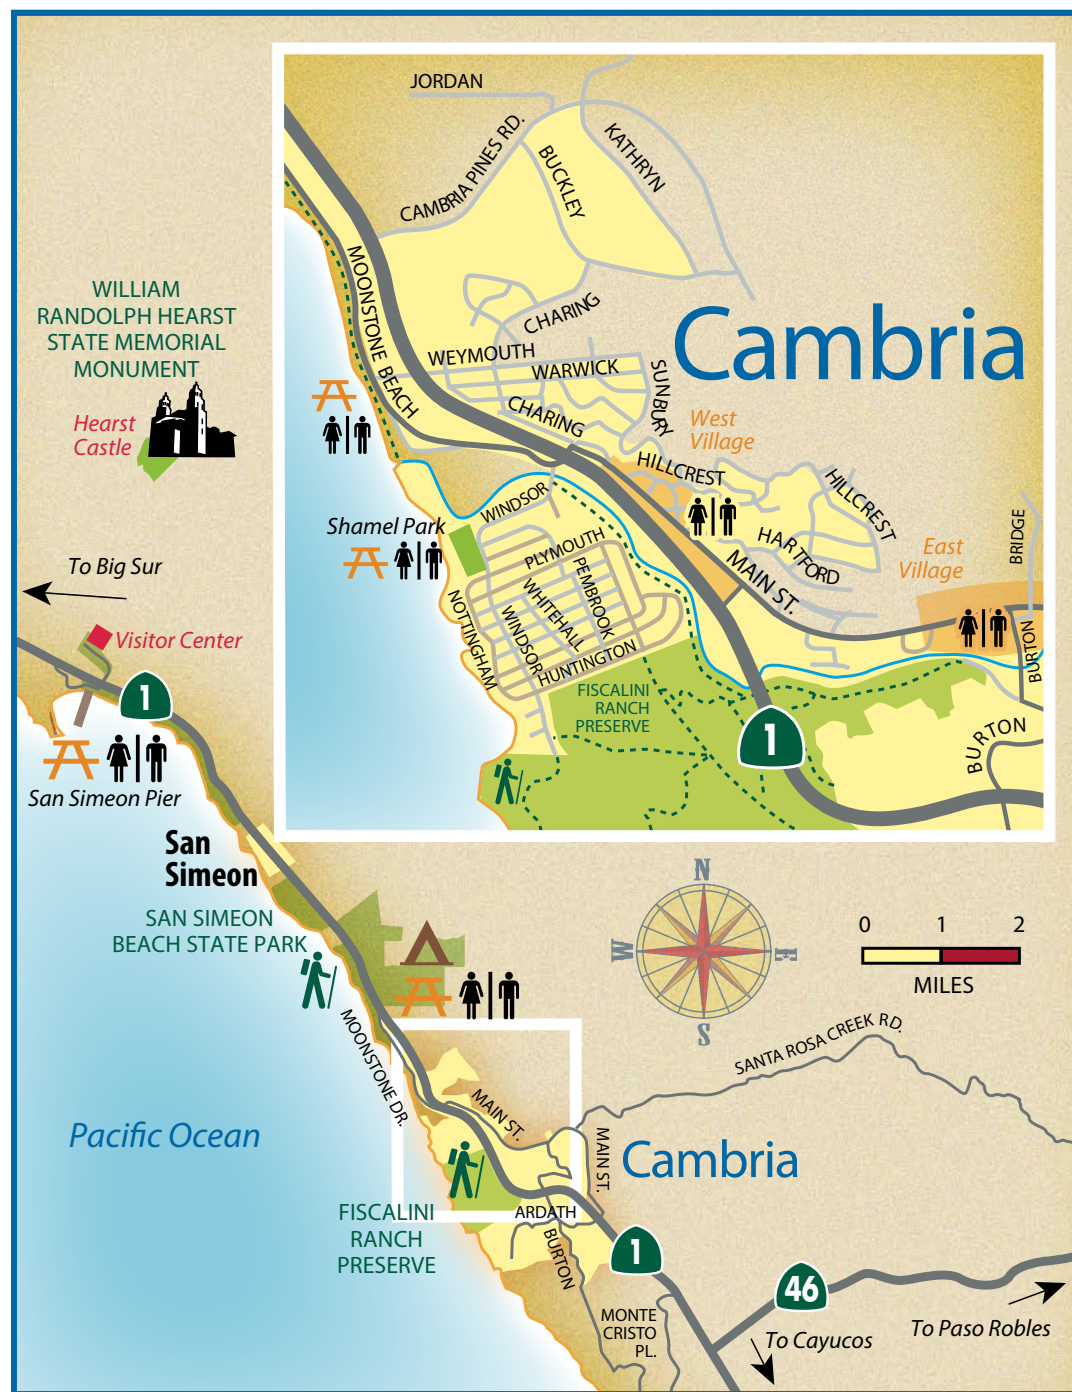 JORDAN
CAMBRIA PINES RD.
BUCKLEY
KATHRYN
MOONSTONE BEACH
CHARING
WEYMOUTH
WARWICK
SUNBURY
CHARING
Cambria
West
Village
HILLCREST
HILLCREST
WINDSOR
Shamel Park
PLYMOUTH
PEMBROOK
WHITEHALL
WINDSOR
NOTTINGHAM
HUNTINGTON
HARTFORD
MAIN ST.
East
Village
BRIDGE
BURTON
BURTON
FISCALINI
RANCH
PRESERVE
1
WILLIAM
RANDOLPH HEARST
STATE MEMORIAL
MONUMENT
Hearst
Castle
To Big Sur
Visitor Center
1
San Simeon Pier
San
Simeon
SAN SIMEON
BEACH STATE PARK
N
W
E
S
0 1 2
MILES
MOONSTONE DR.
SANTA ROSA CREEK RD.
MAIN ST.
MAIN ST.
Pacific Ocean
Cambria
FISCALINI
RANCH
PRESERVE
ARDATH
BURTON
1
46
MONTE
CRISTO
PL.
To Cayucos
To Paso Robles